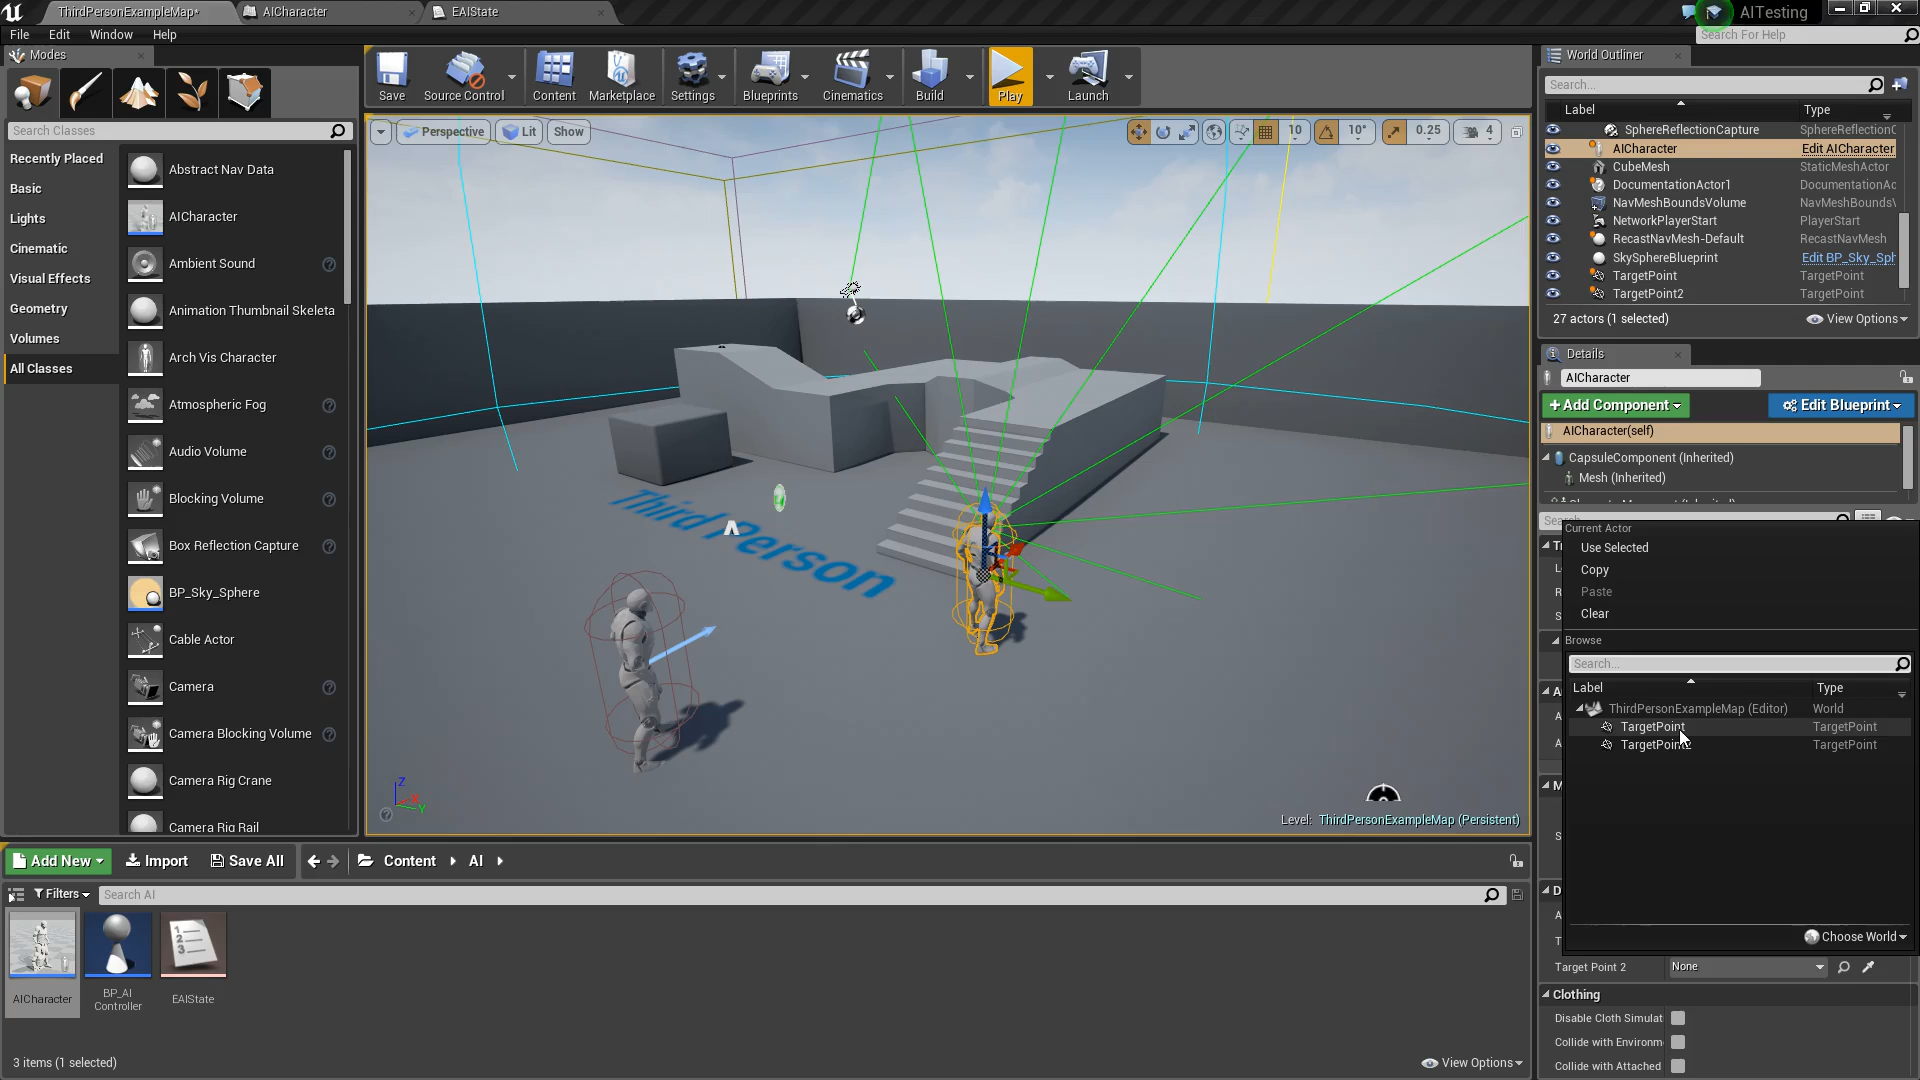 ThirdPersonExampleMap*
AICharacter
EAIState
AITesting
File Edit Window Help
Search For Help
Modes
Search Classes
Recently Placed
Basic
Lights
Cinematic
Visual Effects
Geometry
Volumes
All Classes
Abstract Nav Data
AICharacter
Ambient Sound
Animation Thumbnail Skeleta
Arch Vis Character
Atmospheric Fog
Audio Volume
Blocking Volume
Box Reflection Capture
BP_Sky_Sphere
Cable Actor
Camera
Camera Blocking Volume
Camera Rig Crane
Camera Rig Rail
Save
Source Control
Content
Marketplace
Settings
Blueprints
Cinematics
Build
Play
Launch
Perspective
Lit
Show
10
10°
0.25
4
Third Person
Z
Y
Level: ThirdPersonExampleMap (Persistent)
World Outliner
Search...
Label Type
SphereReflectionCapture SphereReflectionC
AICharacter Edit AICharacter
CubeMesh StaticMeshActor
DocumentationActor1 DocumentationAc
NavMeshBoundsVolume NavMeshBoundsV
NetworkPlayerStart PlayerStart
RecastNavMesh-Default RecastNavMesh
SkySphereBlueprint Edit BP_Sky_Sph
TargetPoint TargetPoint
TargetPoint2 TargetPoint
27 actors (1 selected)
View Options
Details
AICharacter
+Add Component
Edit Blueprint
AICharacter(self)
CapsuleComponent (Inherited)
Mesh (Inherited)
Current Actor
Use Selected
Copy
Paste
Clear
Browse
Search...
Label Type
ThirdPersonExampleMap (Editor) World
TargetPoint TargetPoint
TargetPoint2 TargetPoint
Choose World
Target Point 2 None
Clothing
Disable Cloth Simulat
Collide with Environm
Collide with Attached
Add New
Import
Save All
Content
AI
Filters
Search AI
AICharacter
BP_AI
Controller
EAIState
3 items (1 selected)
View Options